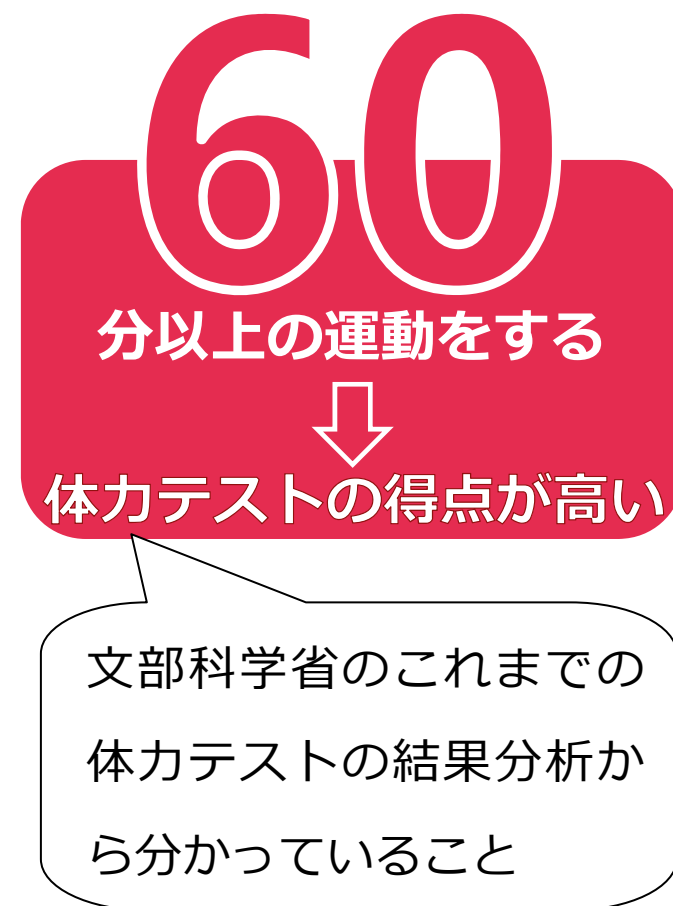 60
分以上の運動をする
体力テストの得点が高い
文部科学省のこれまでの
体力テストの結果分析か
ら分かっていること